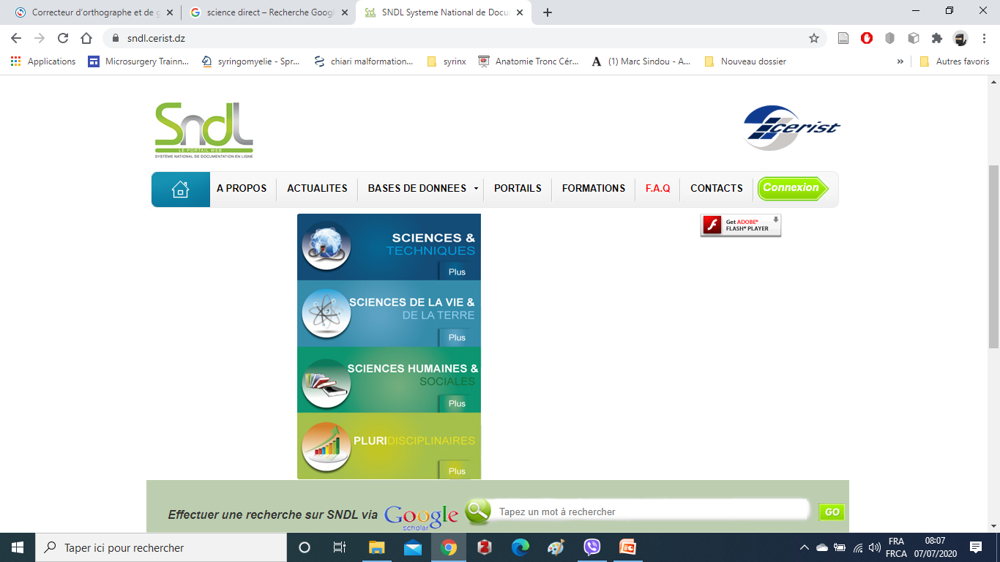 Correcteur d'orthographe et de g
science direct – Recherche Googl
SNDL Systeme National de Docu
sndl.cerist.dz
Applications
Microsurgery Trainn...
syringomyelie - Spr...
chiari malformation...
syrinx
Anatomie Tronc Cér...
(1) Marc Sindou - A...
Nouveau dossier
»
Autres favoris
Sndl
LE PORTAIL WEB
SYSTÈME NATIONAL DE DOCUMENTATION EN LIGNE
cerist
A PROPOS
ACTUALITES
BASES DE DONNEES
PORTAILS
FORMATIONS
F.A.Q
CONTACTS
Connexion
Get ADOBE®
FLASH® PLAYER
SCIENCES &
TECHNIQUES
Plus
SCIENCES DE LA VIE &
DE LA TERRE
Plus
SCIENCES HUMAINES &
SOCIALES
Plus
PLURIDISCIPLINAIRES
Plus
Effectuer une recherche sur SNDL via
Google
scholar
Tapez un mot à rechercher
GO
Taper ici pour rechercher
FRA
FRCA
08:07
07/07/2020